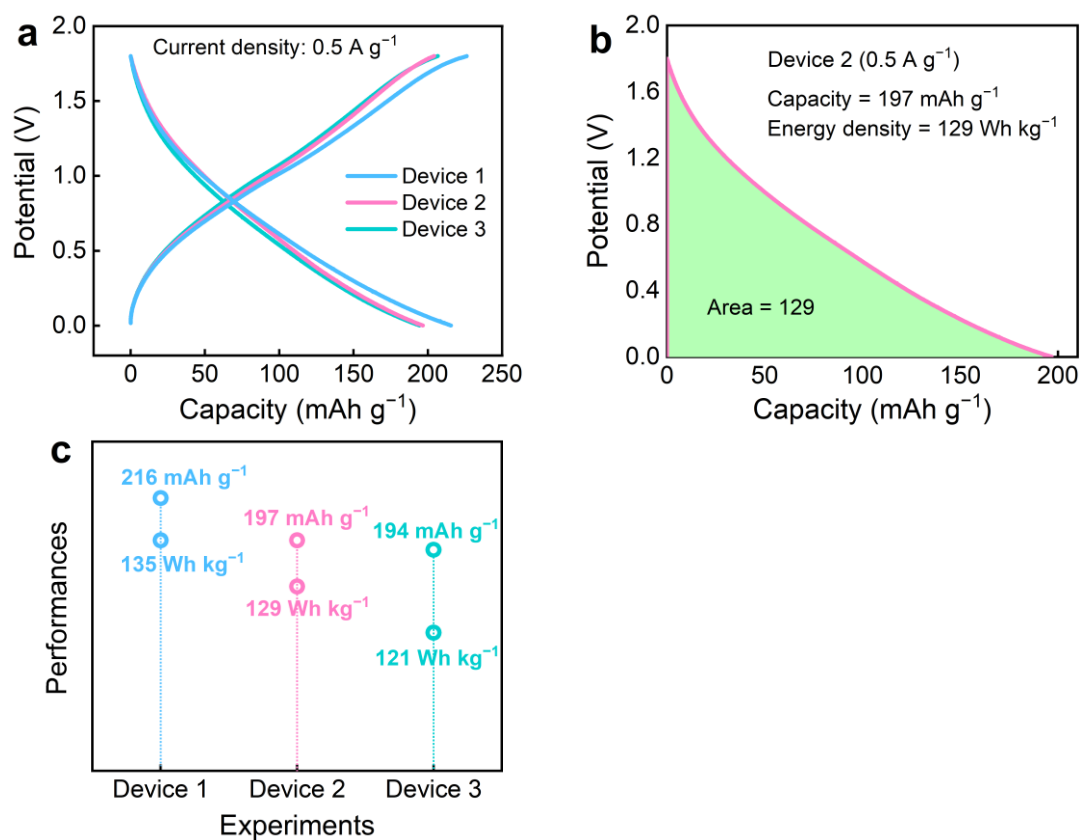 a
Current density: 0.5 A g⁻¹
Potential (V)
2.0
1.5
1.0
0.5
0.0
Device 1
Device 2
Device 3
0 50 100 150 200 250
Capacity (mAh g⁻¹)
b
Device 2 (0.5 A g⁻¹)
Capacity = 197 mAh g⁻¹
Energy density = 129 Wh kg⁻¹
Potential (V)
2.0
1.6
1.2
0.8
0.4
0.0
Area = 129
0 50 100 150 200
Capacity (mAh g⁻¹)
c
Performances
216 mAh g⁻¹
135 Wh kg⁻¹
197 mAh g⁻¹
129 Wh kg⁻¹
194 mAh g⁻¹
121 Wh kg⁻¹
Device 1 Device 2 Device 3
Experiments